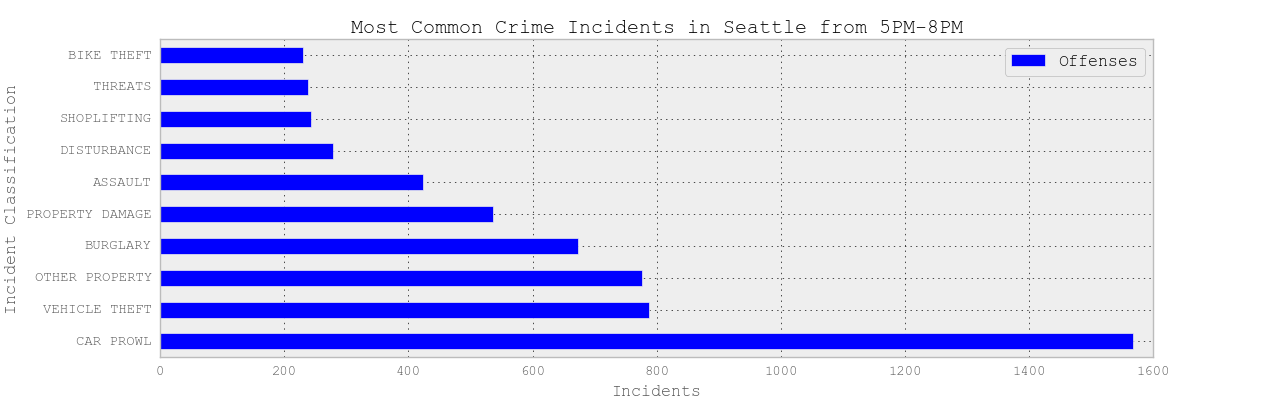 Most Common Crime Incidents in Seattle from 5PM-8PM
Offenses
Incident Classification
BIKE THEFT
THREATS
SHOPLIFTING
DISTURBANCE
ASSAULT
PROPERTY DAMAGE
BURGLARY
OTHER PROPERTY
VEHICLE THEFT
CAR PROWL
0 200 400 600 800 1000 1200 1400 1600
Incidents